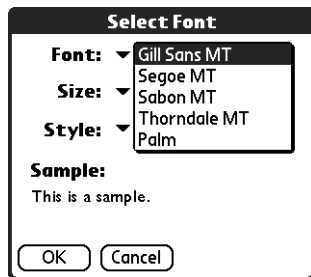 Select Font
Font: Gill Sans MT
Segoe MT
Size:
Sabon MT
Thorndale MT
Style:
Palm
Sample:
This is a sample.
OK Cancel